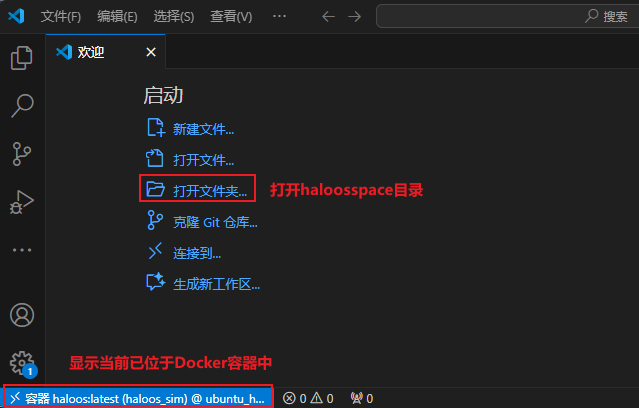 文件(F) 编辑(E) 选择(S) 查看(V) ··· 搜索
欢迎
启动
新建文件...
打开文件...
打开文件夹... 打开haloosspace目录
克隆 Git 仓库...
连接到...
生成新工作区...
显示当前已位于Docker容器中
1
容器 haloos:latest (haloos_sim) @ ubuntu_h... 0 0 0